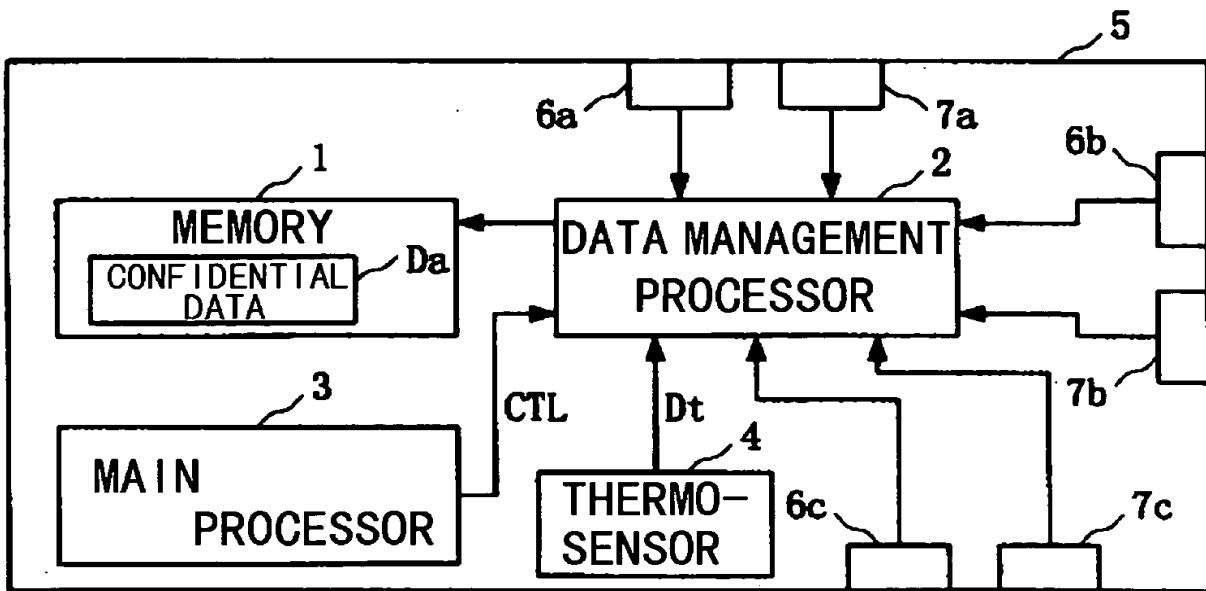 5
6a
7a
6b
1
2
MEMORY
DATA MANAGEMENT
PROCESSOR
Da
CONFIDENTIAL
DATA
7b
3
CTL
Dt
4
MAIN
PROCESSOR
THERMO-
SENSOR
6c
7c